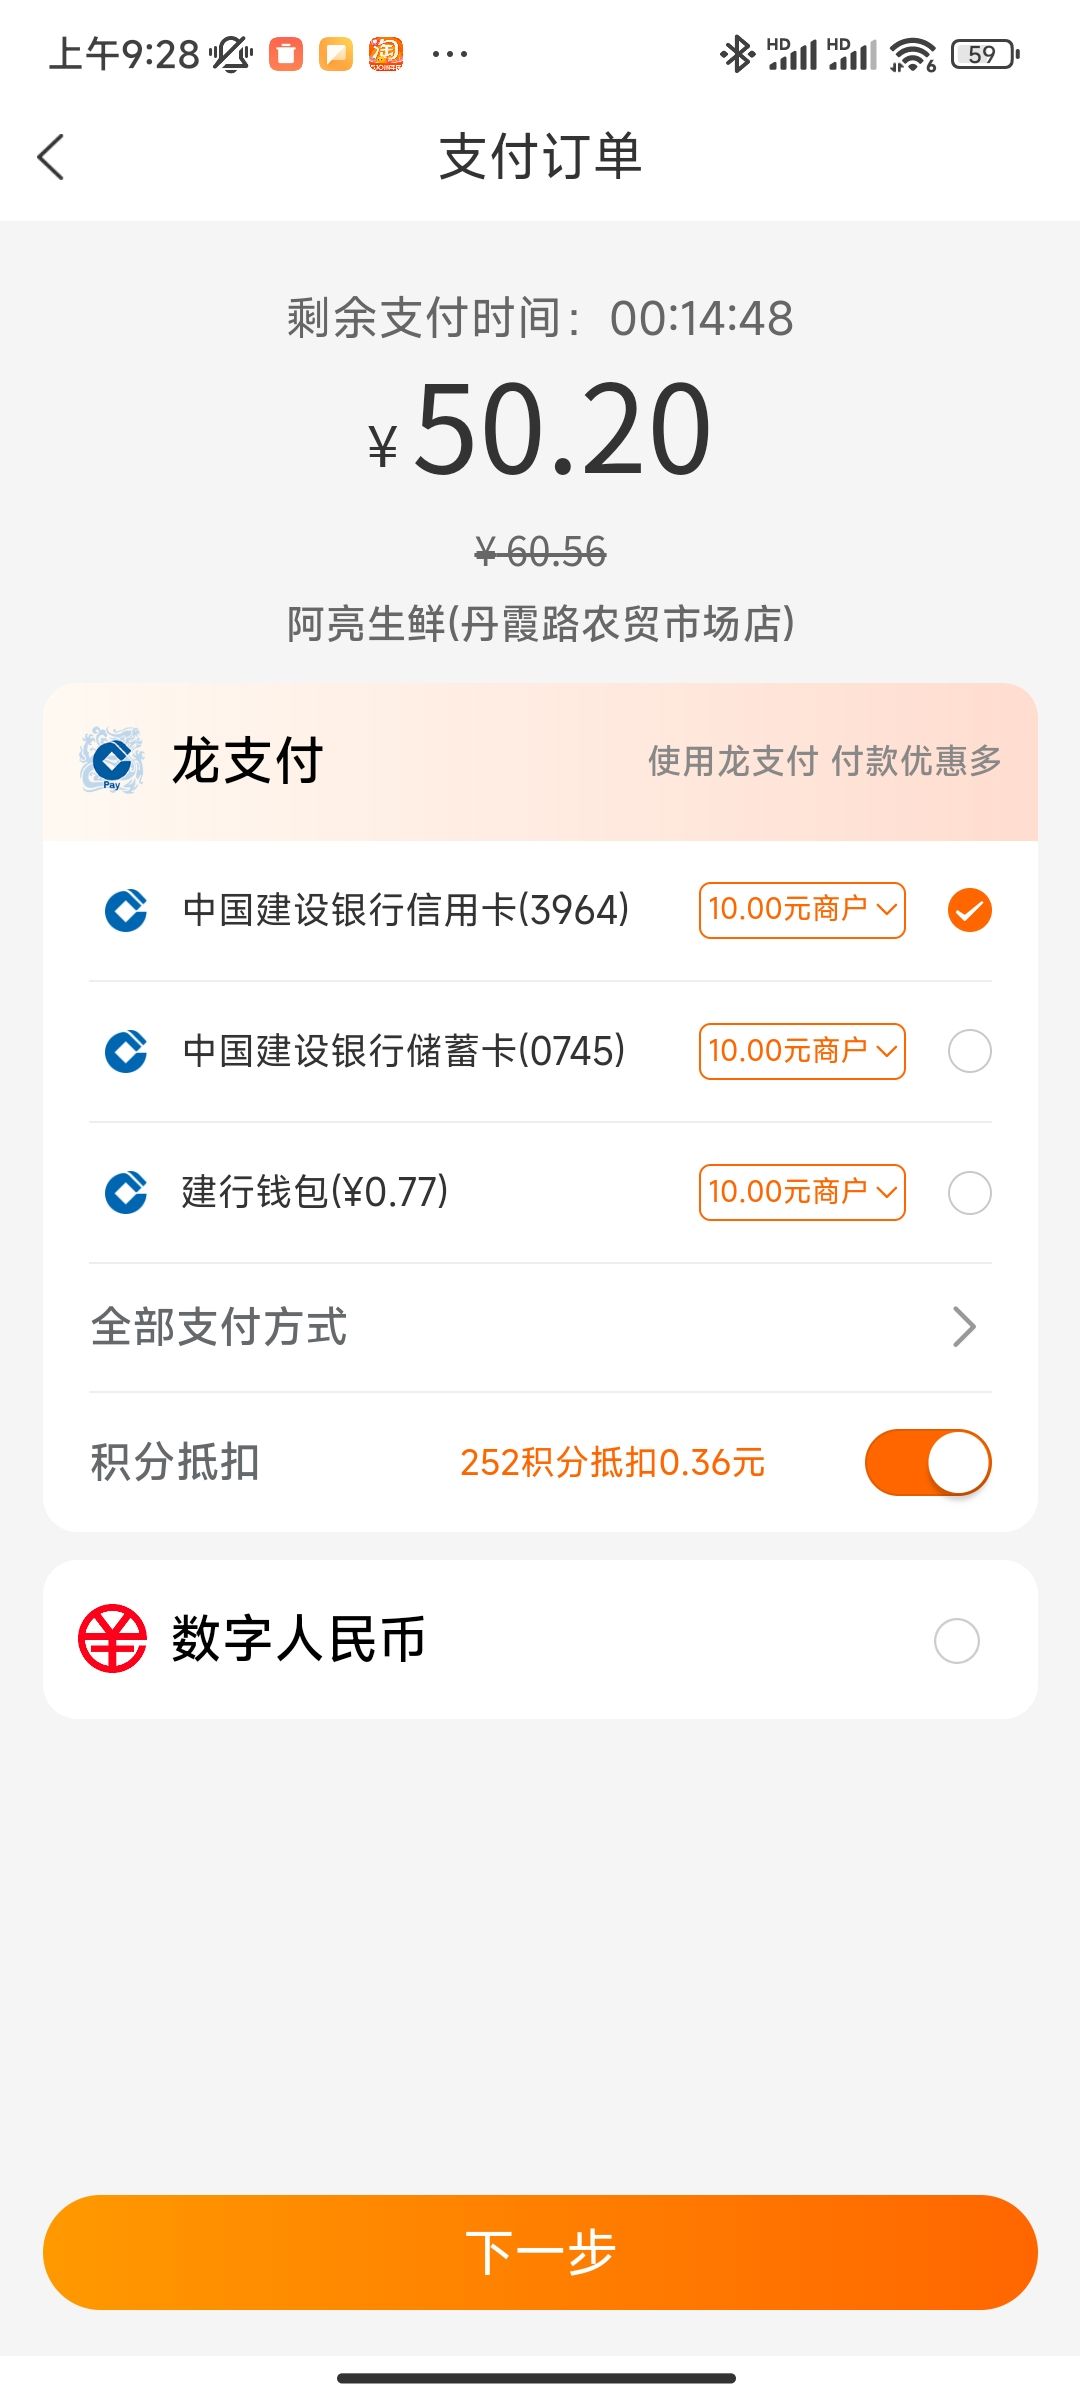 上午9:28
HD HD 6 59
支付订单
剩余支付时间：00:14:48
¥50.20
¥60.56
阿亮生鲜(丹霞路农贸市场店)
Pay
龙支付
使用龙支付 付款优惠多
中国建设银行信用卡(3964)
10.00元商户
中国建设银行储蓄卡(0745)
10.00元商户
建行钱包(¥0.77)
10.00元商户
全部支付方式
积分抵扣
252积分抵扣0.36元
数字人民币
下一步